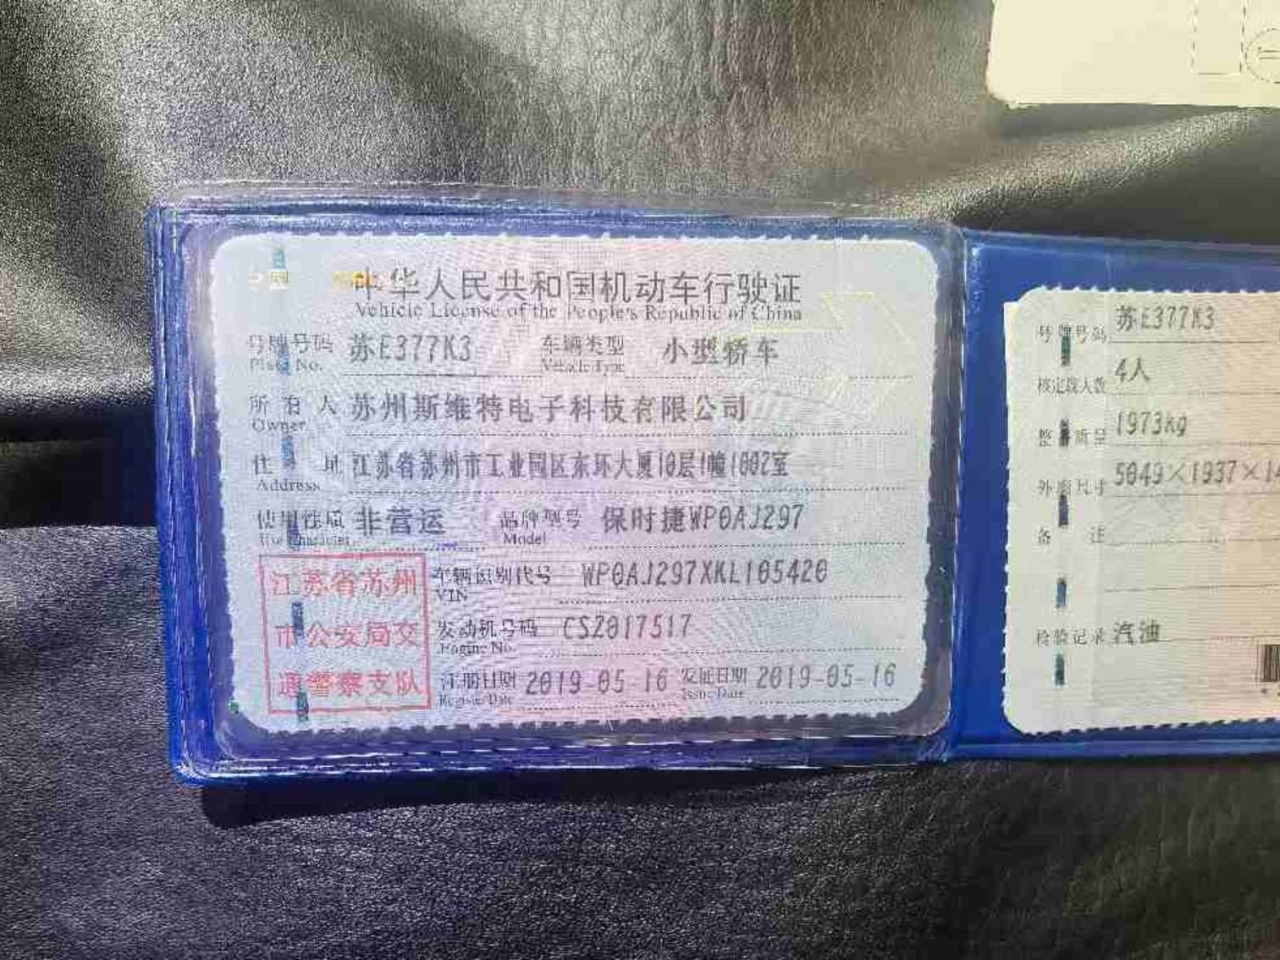 中华人民共和国机动车行驶证
Vehicle License of the People's Republic of China
号牌号码 苏E377K3 车辆类型 小型轿车
Plate No. Vehicle Type
所有人 苏州斯维特电子科技有限公司
Owner
住址 江苏省苏州市工业园区东环大厦10层1幢1002室
Address
使用性质 非营运 品牌型号 保时捷WP0AJ297
Use Character Model
车辆识别代号 WP0AJ297XKL105420
VIN
发动机号码 CSZ017517
Engine No.
注册日期 2019-05-16 发证日期 2019-05-16
Register Date Issue Date
江苏省苏州
市公安局交
通警察支队
号牌号码 苏E377K3
核定载人数 4人
整备质量 1973kg
外廓尺寸 5049×1937×14
备注
检验记录 汽油